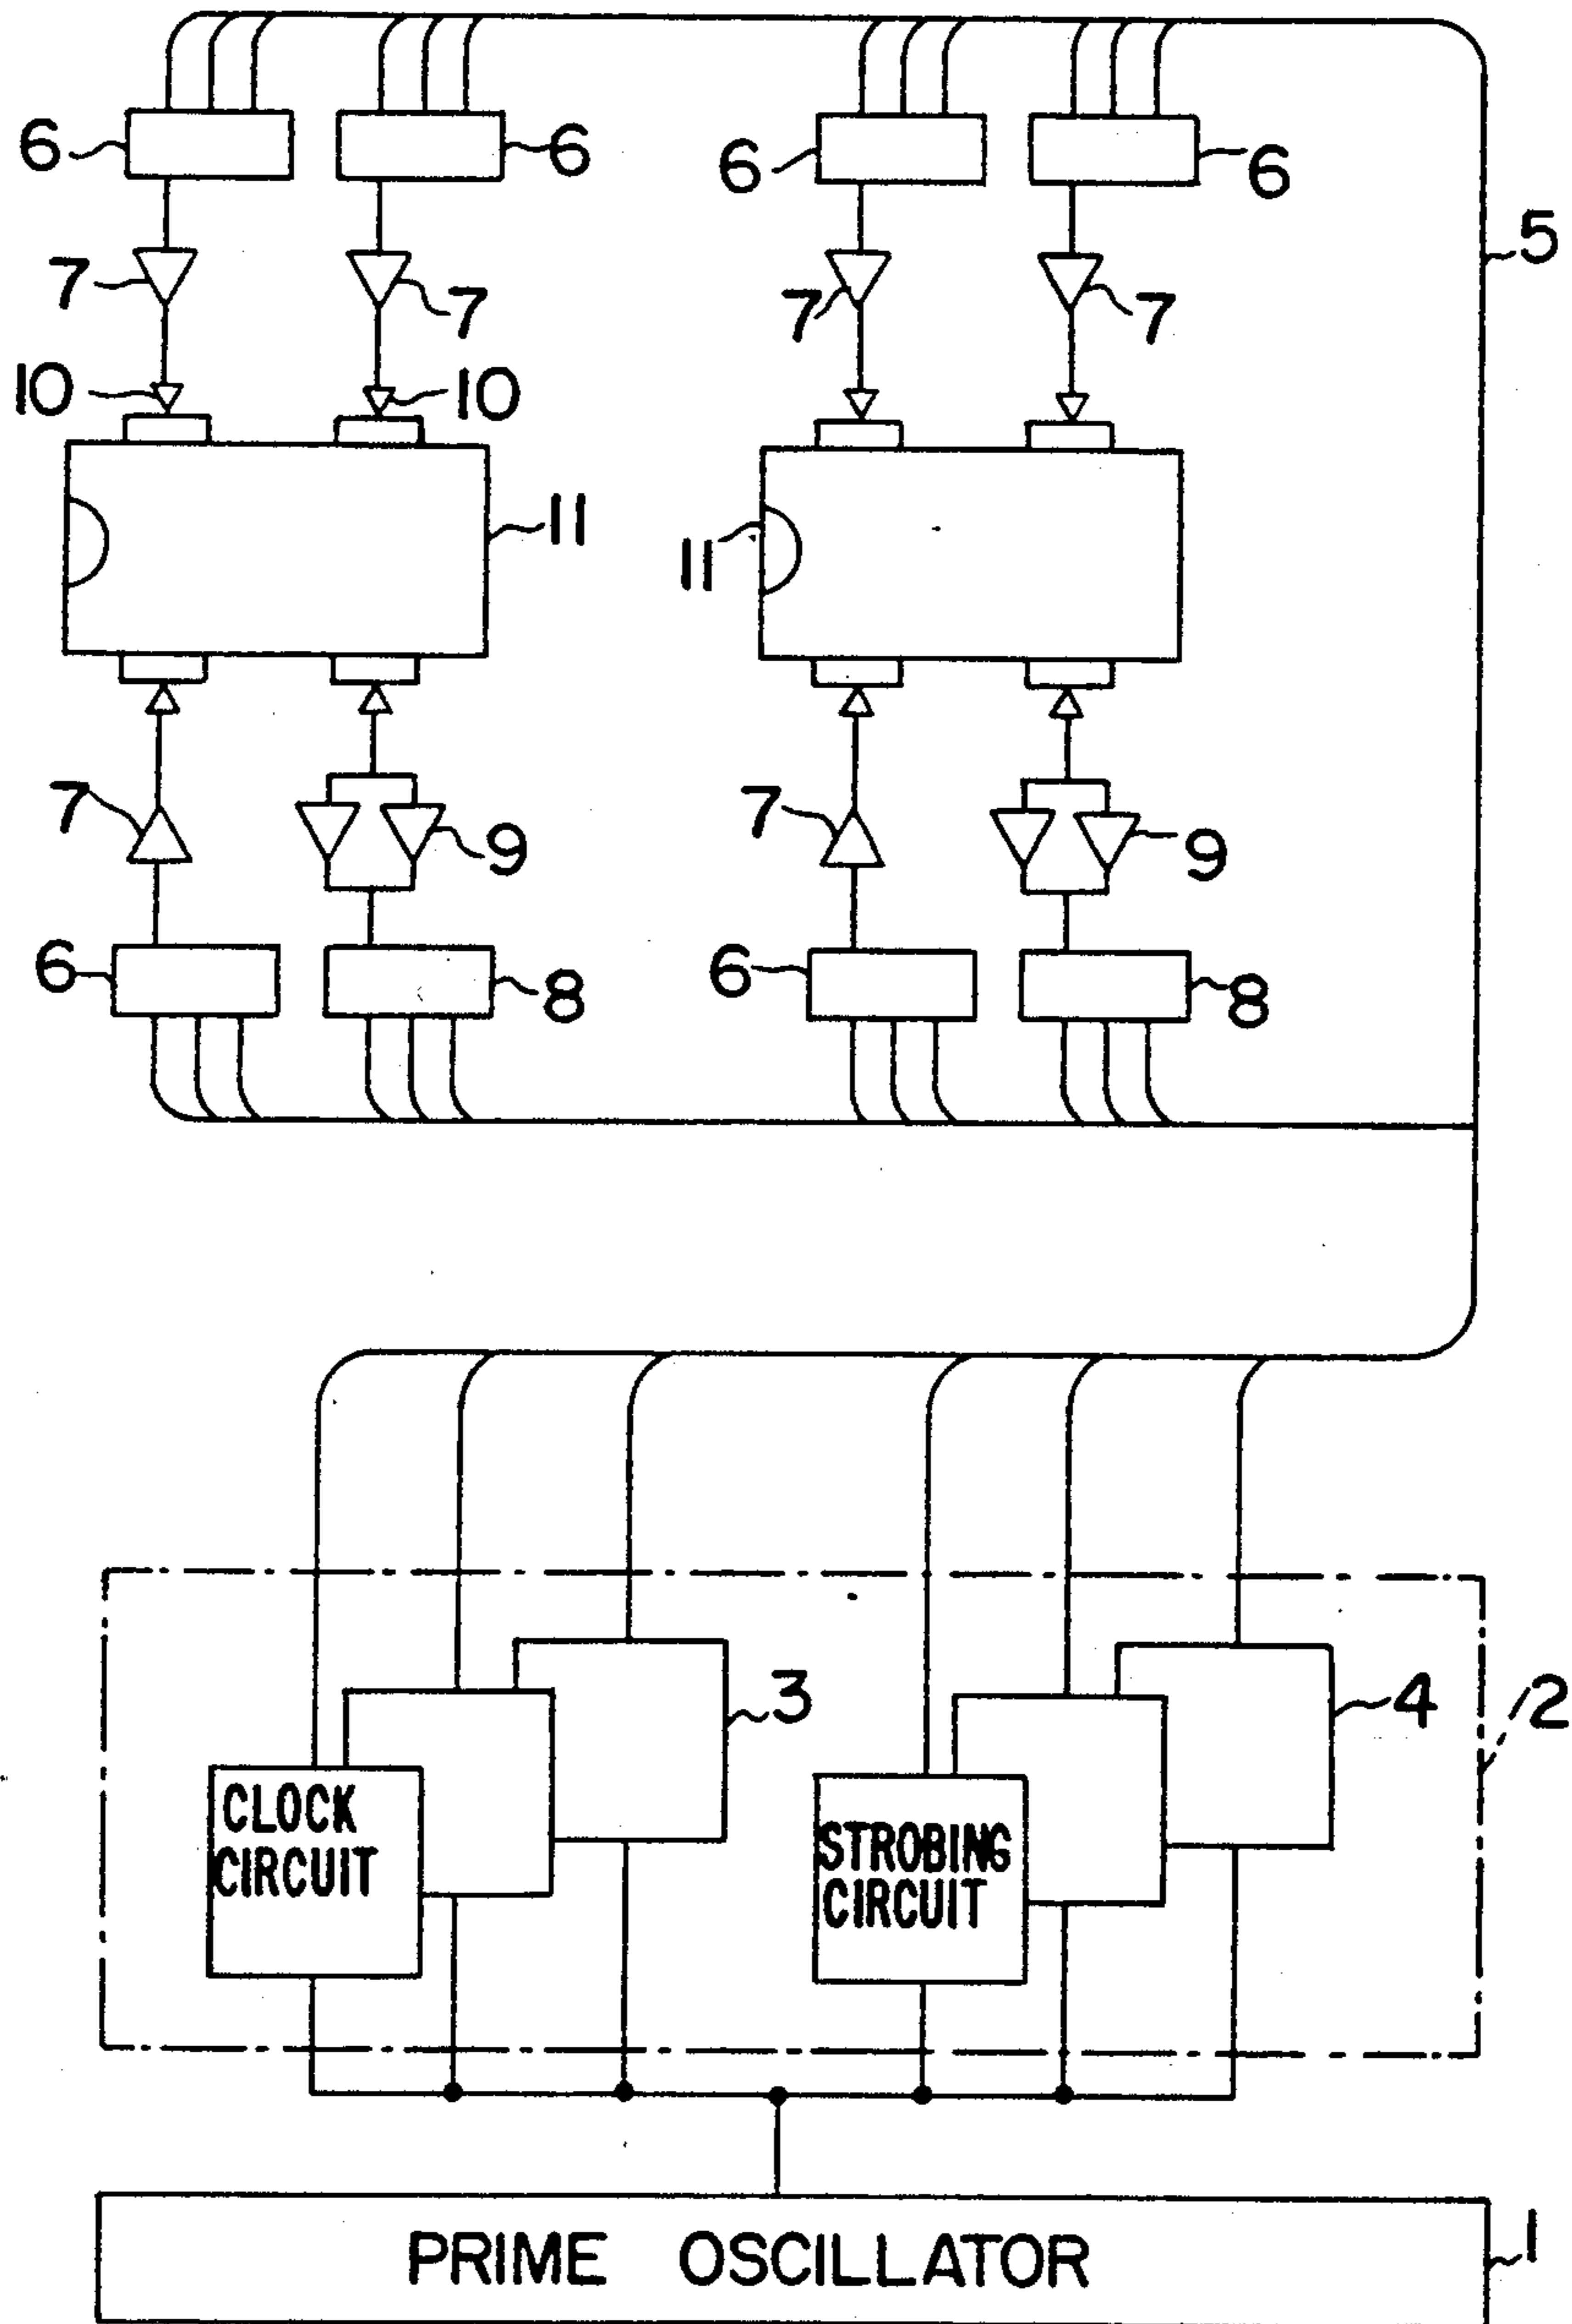 6 6 6 6
5
7 7 7 7
10 10
11 11
7 9 7 9
6 8 6 8
3 4 2
CLOCK
CIRCUIT
STROBING
CIRCUIT
PRIME OSCILLATOR 1